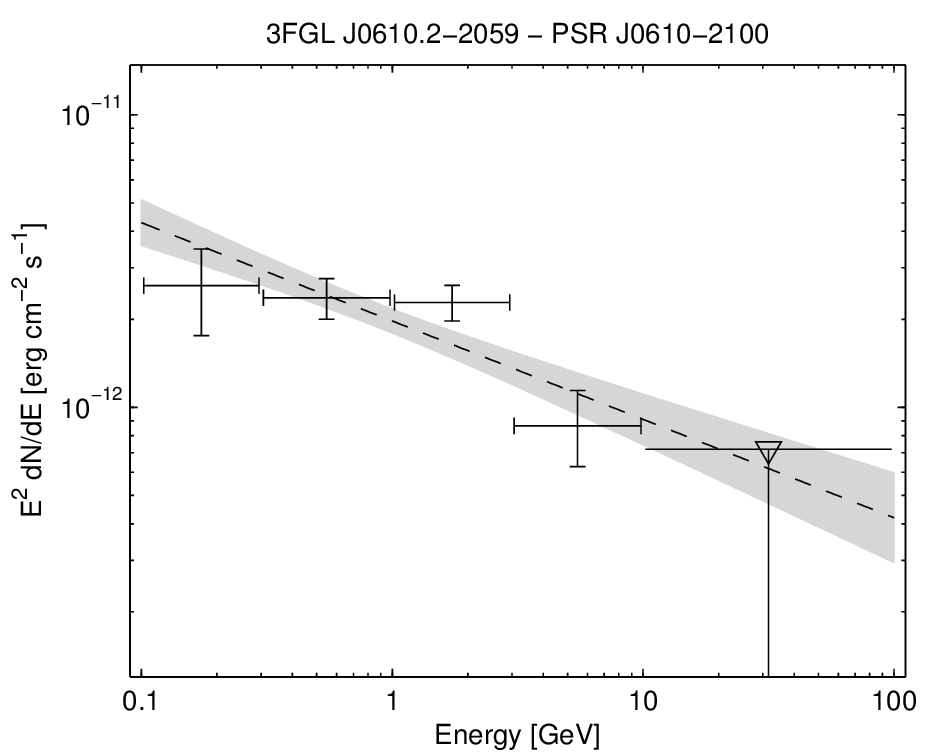 3FGL J0610.2−2059 − PSR J0610−2100
10⁻¹¹
10⁻¹²
E² dN/dE [erg cm⁻² s⁻¹]
0.1 1 10 100
Energy [GeV]